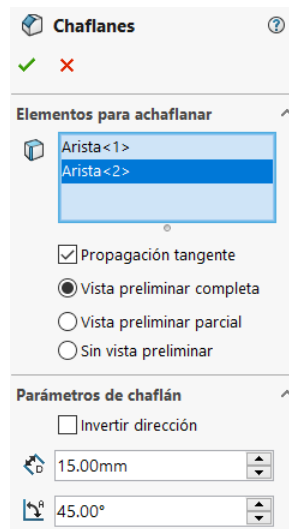 Chaflanes
Elementos para achaflanar
Arista<1>
Arista<2>
Propagación tangente
Vista preliminar completa
Vista preliminar parcial
Sin vista preliminar
Parámetros de chaflán
Invertir dirección
D 15.00mm
A 45.00°